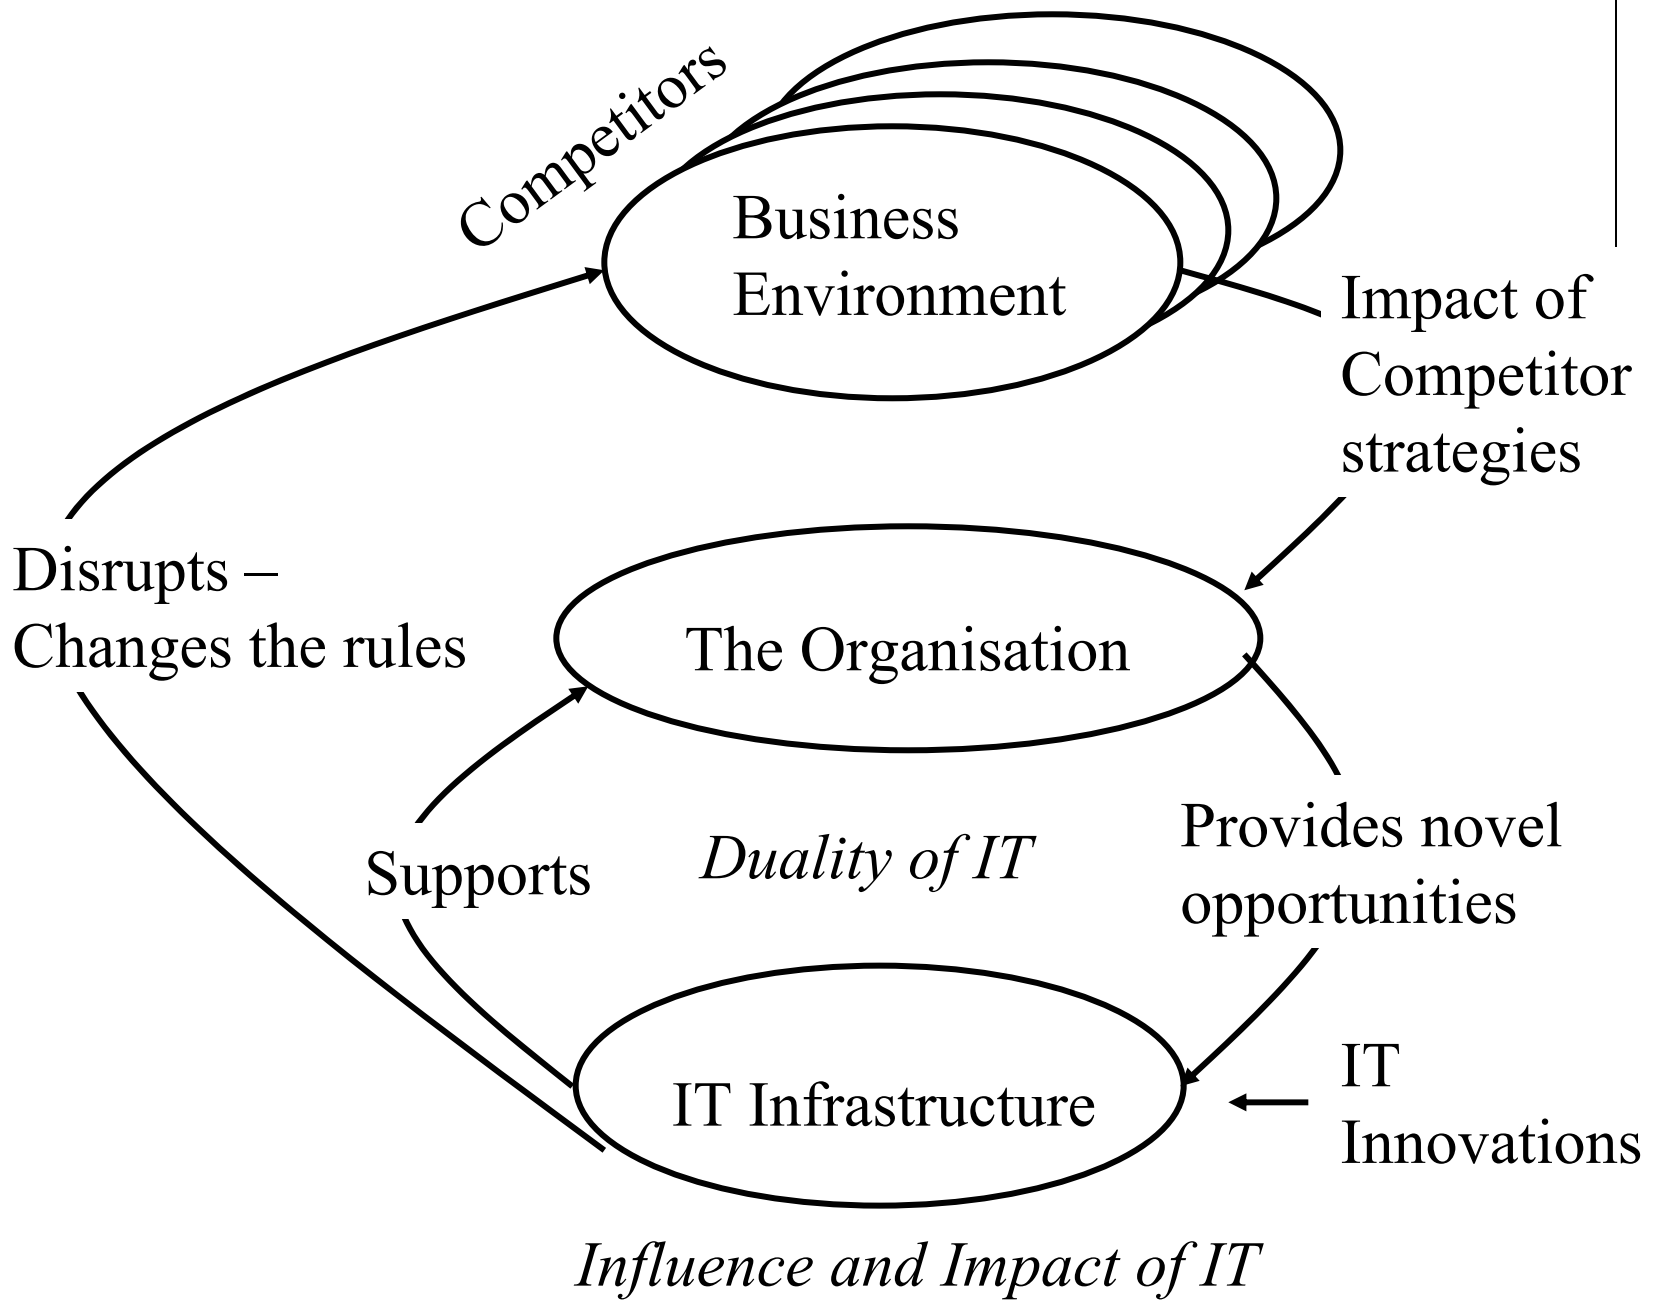 Competitors
Business
Environment
Impact of
Competitor
strategies
Disrupts –
Changes the rules
The Organisation
Supports
Duality of IT
Provides novel
opportunities
IT Infrastructure
IT
Innovations
Influence and Impact of IT